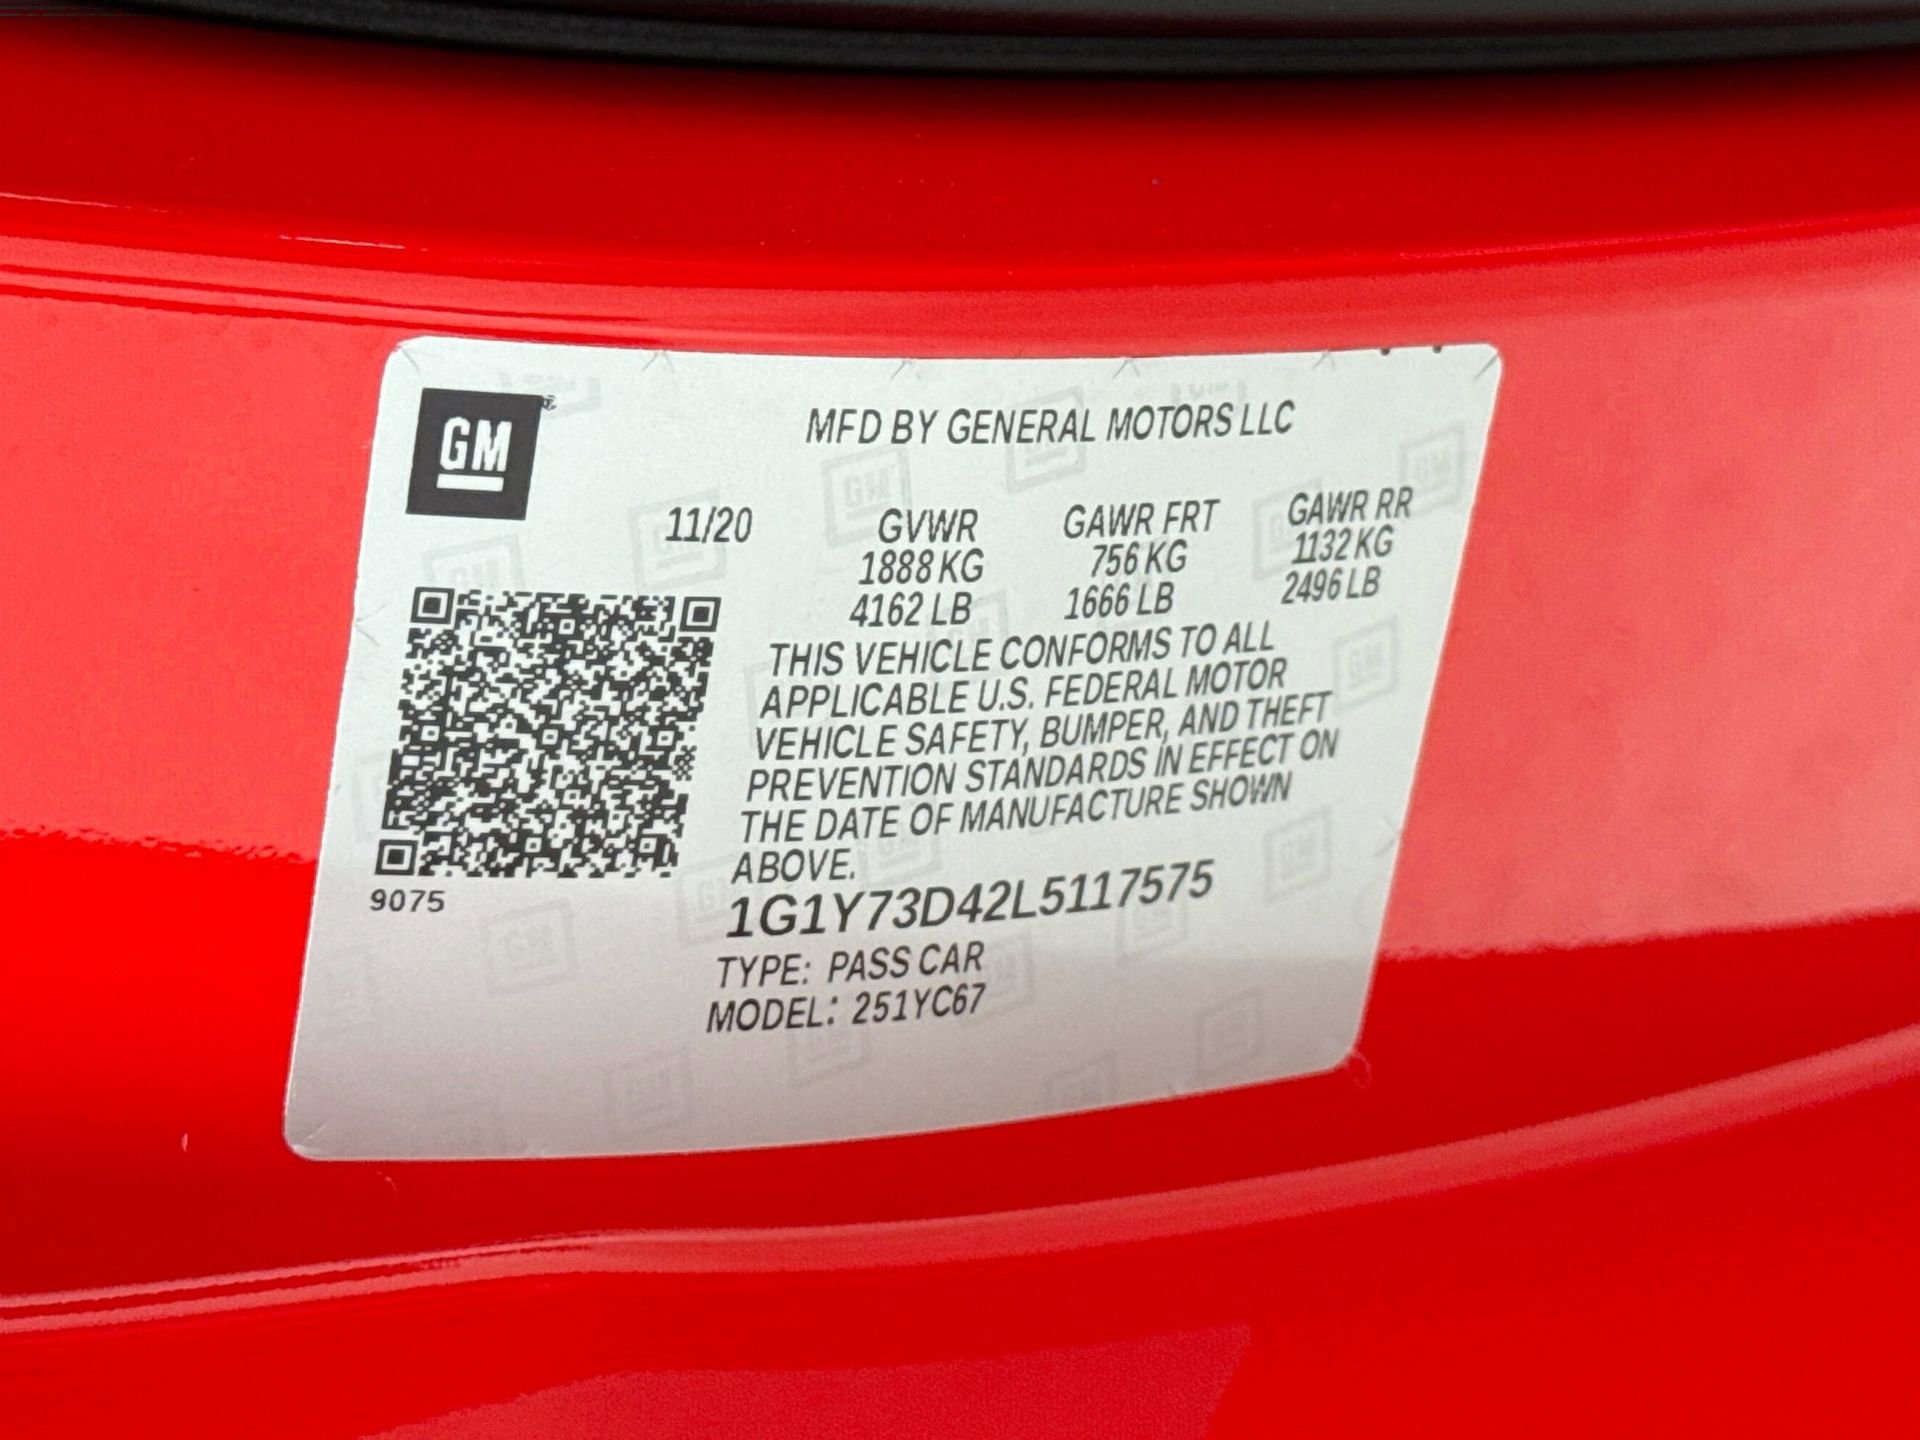 GM
MFD BY GENERAL MOTORS LLC
11/20 GVWR GAWR FRT GAWR RR
1888 KG 756 KG 1132 KG
4162 LB 1666 LB 2496 LB
THIS VEHICLE CONFORMS TO ALL
APPLICABLE U.S. FEDERAL MOTOR
VEHICLE SAFETY, BUMPER, AND THEFT
PREVENTION STANDARDS IN EFFECT ON
THE DATE OF MANUFACTURE SHOWN
ABOVE.
9075
1G1Y73D42L5117575
TYPE: PASS CAR
MODEL: 251YC67